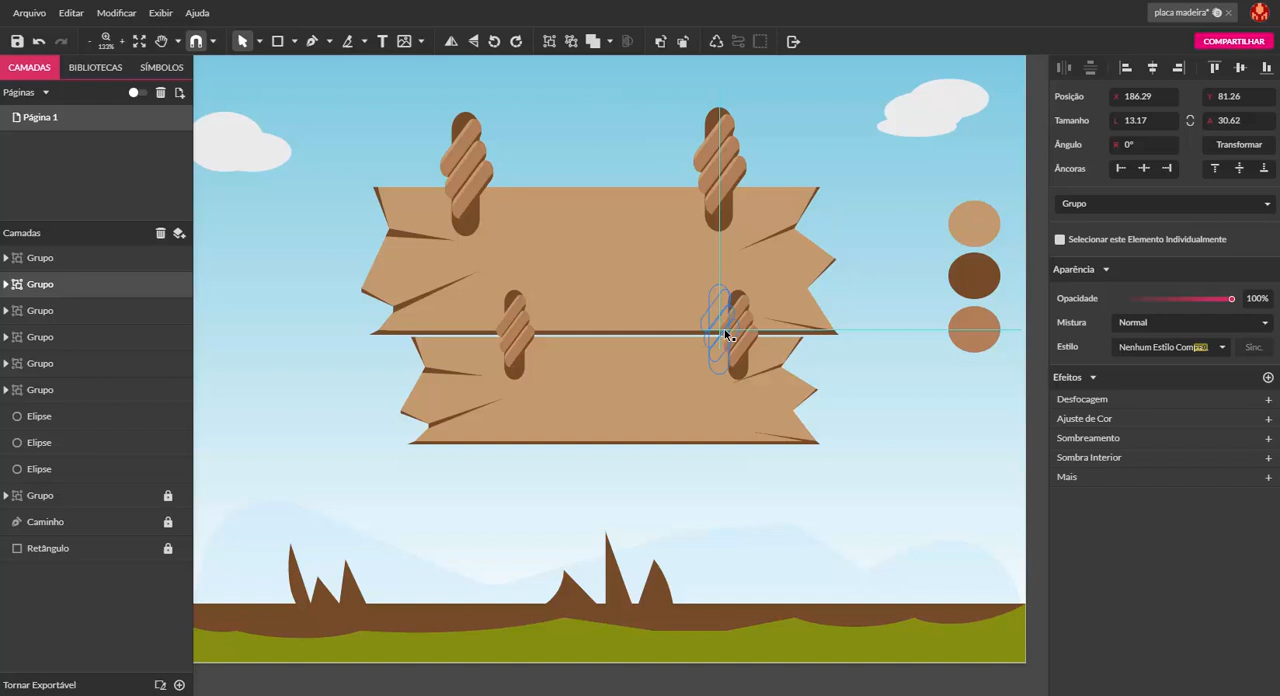 Arquivo Editar Modificar Exibir Ajuda placa madeira*
133%
COMPARTILHAR
CAMADAS BIBLIOTECAS SÍMBOLOS
Páginas
Página 1
Camadas
Grupo
Grupo
Grupo
Grupo
Grupo
Grupo
Elipse
Elipse
Elipse
Grupo
Caminho
Retângulo
Tornar Exportável
Posição X 186.29 Y 81.26
Tamanho L 13.17 A 30.62
Ângulo R 0° Transformar
Âncoras
Grupo
Selecionar este Elemento Individualmente
Aparência
Opacidade 100%
Mistura Normal
Estilo Nenhum Estilo Comp PRO Sinc.
Efeitos
Desfocagem
Ajuste de Cor
Sombreamento
Sombra Interior
Mais